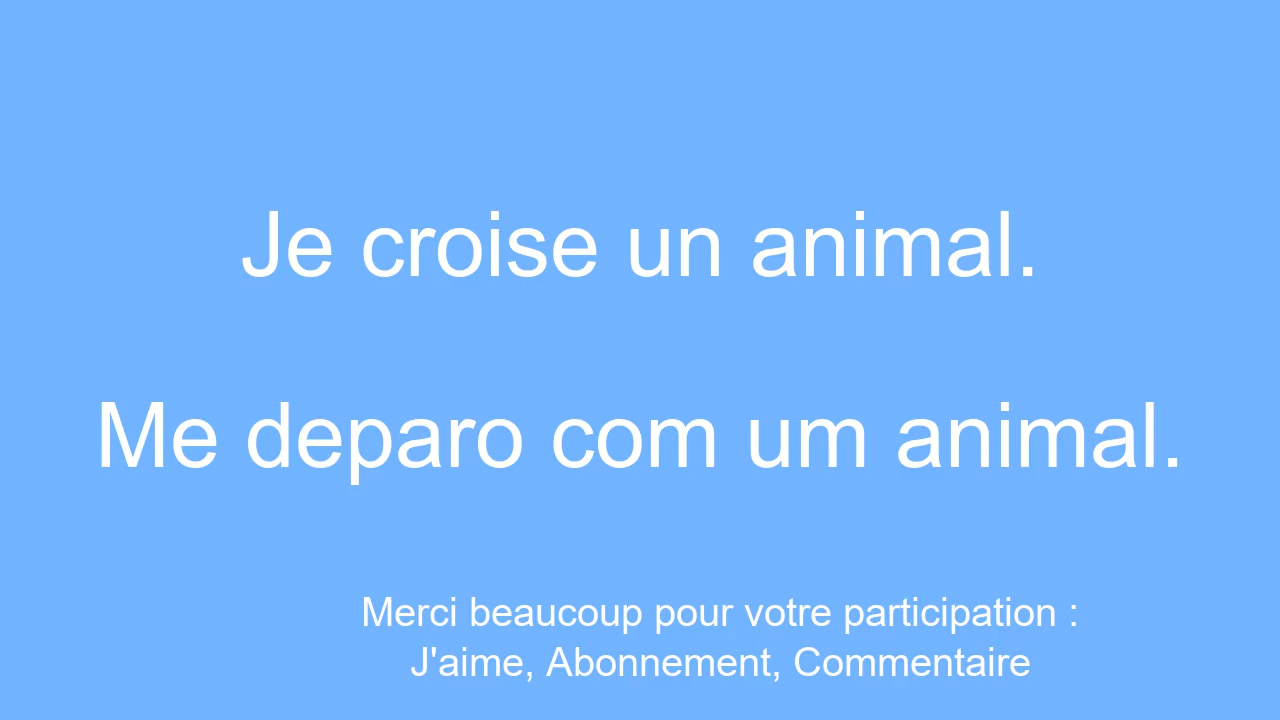 Je croise un animal.
Me deparo com um animal.
Merci beaucoup pour votre participation :
J'aime, Abonnement, Commentaire